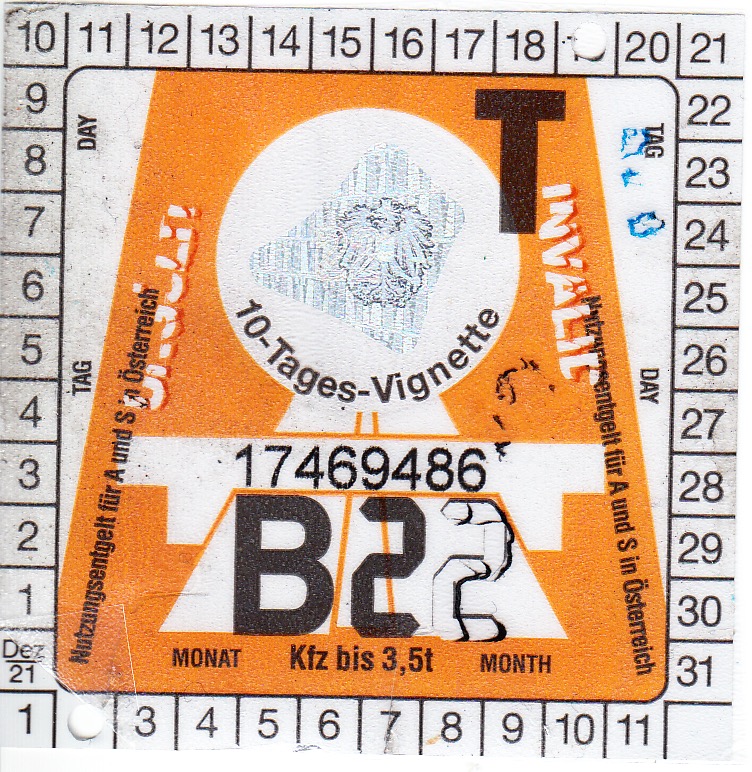 10 11 12 13 14 15 16 17 18 19 20 21
9 22
8 23
7 24
6 25
5 26
4 27
3 28
2 29
1 30
Dez 21 31
1 3 4 5 6 7 8 9 10 11
DAY
TAG
T
TAG
DAY
INVALID
10-Tages-Vignette
Nutzungsentgelt für A und S in Österreich
Nutzungsentgelt für A und S in Österreich
17469486
B22
MONAT Kfz bis 3,5t MONTH